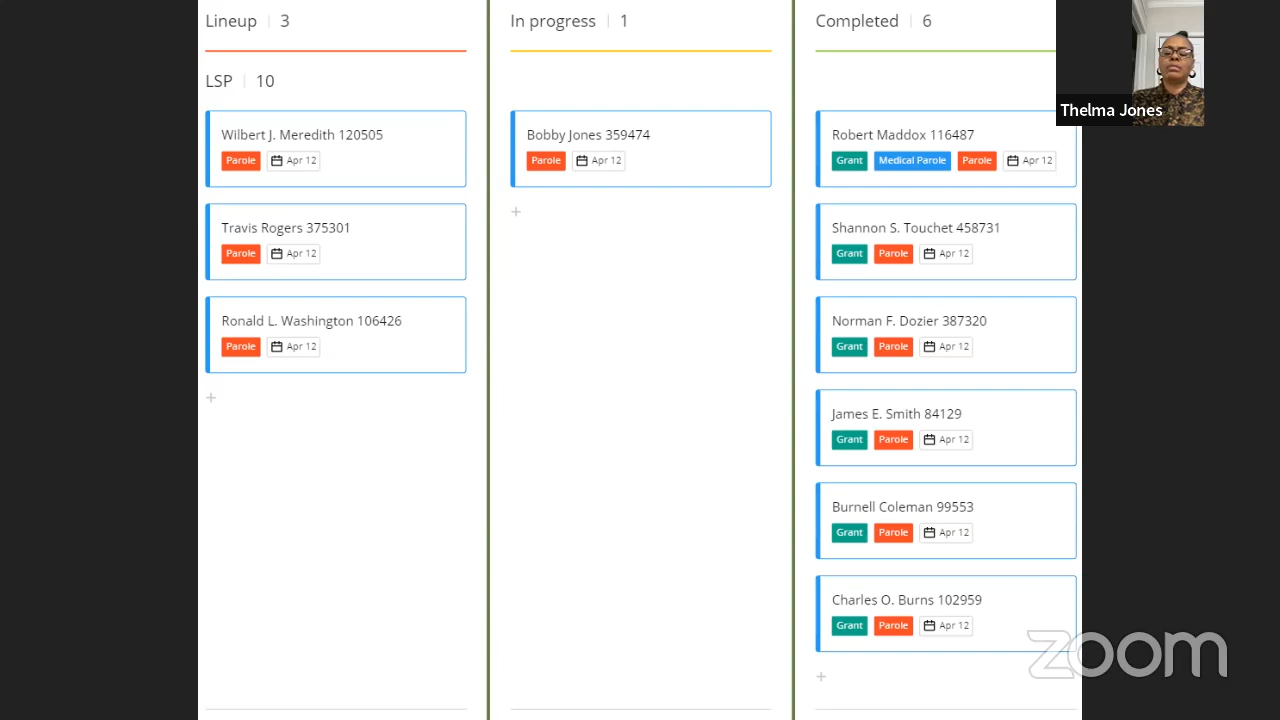 Lineup 3
LSP 10
Wilbert J. Meredith 120505
Parole Apr 12
Travis Rogers 375301
Parole Apr 12
Ronald L. Washington 106426
Parole Apr 12
+
In progress 1
Bobby Jones 359474
Parole Apr 12
+
Completed 6
Robert Maddox 116487
Grant Medical Parole Parole Apr 12
Shannon S. Touchet 458731
Grant Parole Apr 12
Norman F. Dozier 387320
Grant Parole Apr 12
James E. Smith 84129
Grant Parole Apr 12
Burnell Coleman 99553
Grant Parole Apr 12
Charles O. Burns 102959
Grant Parole Apr 12
+
Thelma Jones
zoom